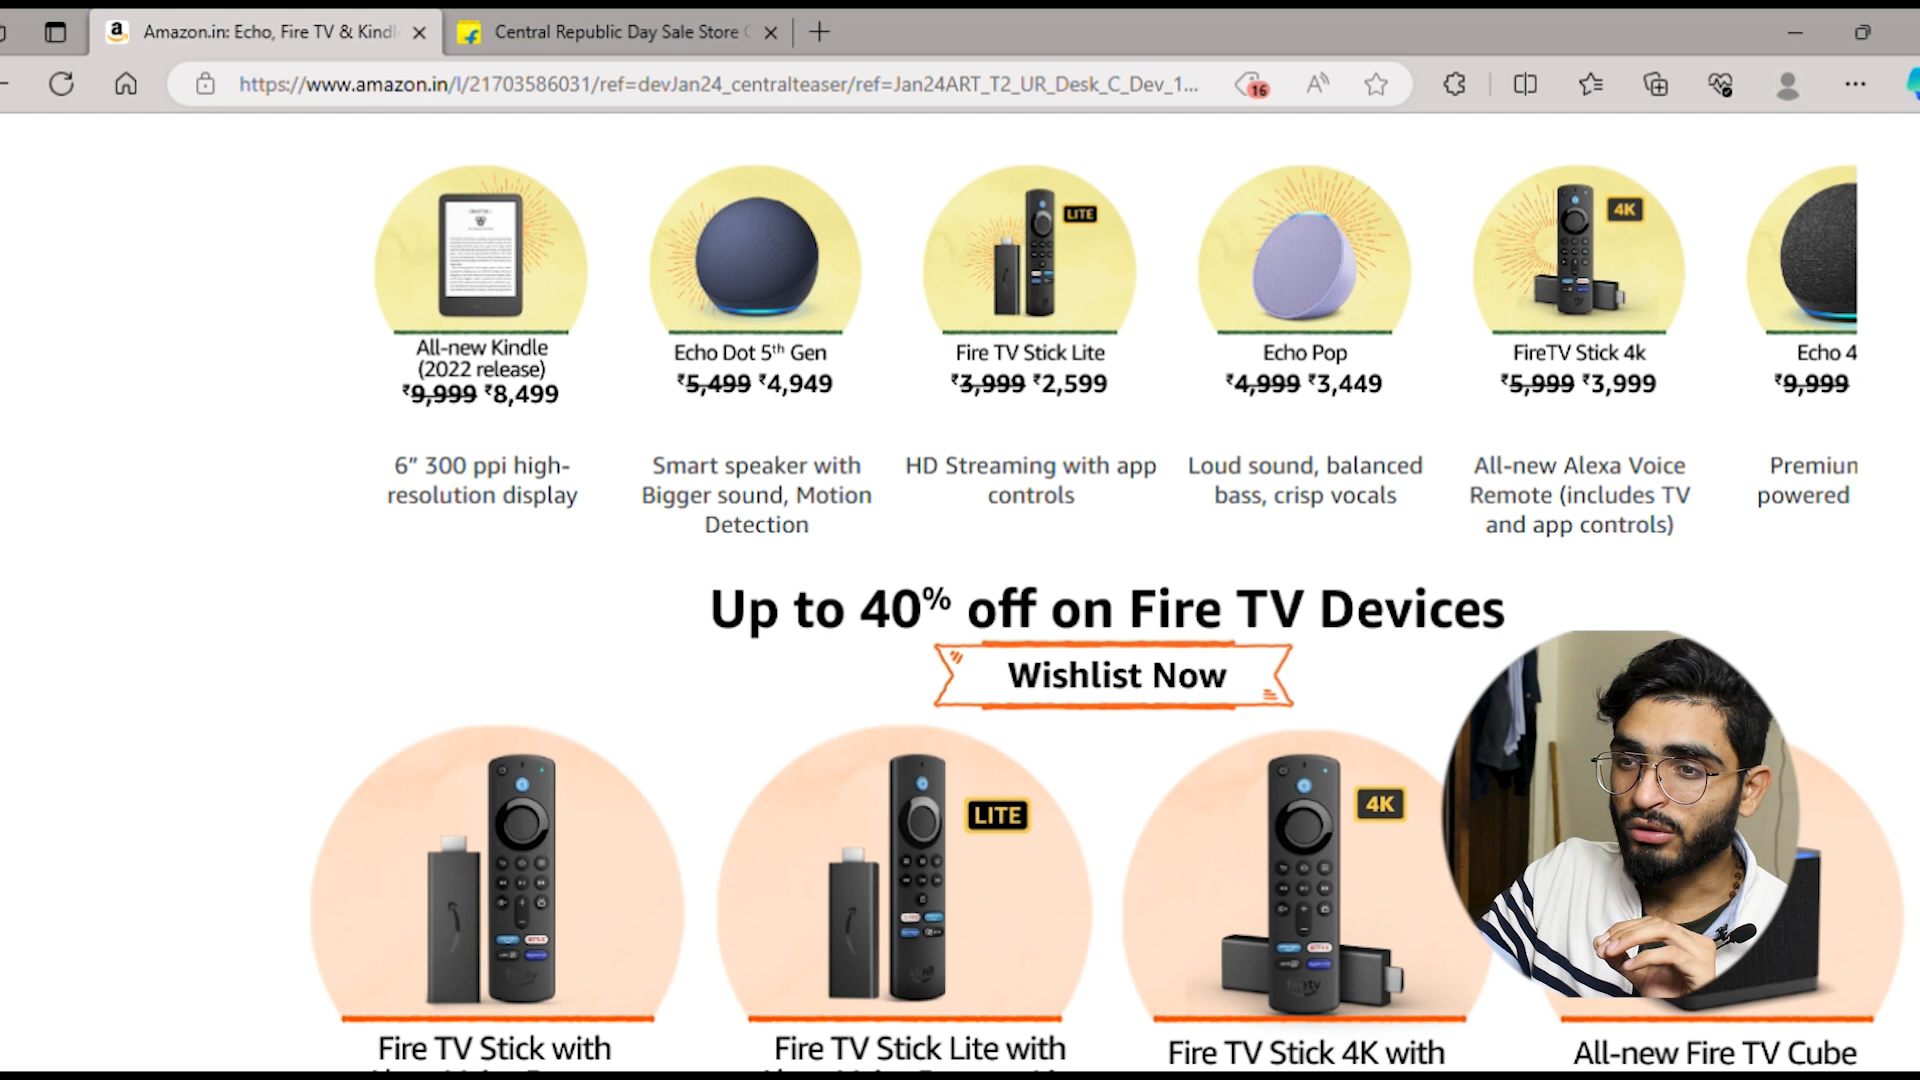 Amazon.in: Echo, Fire TV & Kindl
Central Republic Day Sale Store
https://www.amazon.in/l/21703586031/ref=devJan24_centralteaser/ref=Jan24ART_T2_UR_Desk_C_Dev_1...
16
LITE
4K
All-new Kindle
(2022 release)
₹9,999 ₹8,499
Echo Dot 5th Gen
₹5,499 ₹4,949
Fire TV Stick Lite
₹3,999 ₹2,599
Echo Pop
₹4,999 ₹3,449
FireTV Stick 4k
₹5,999 ₹3,999
Echo 4
₹9,999
6” 300 ppi high-
resolution display
Smart speaker with
Bigger sound, Motion
Detection
HD Streaming with app
controls
Loud sound, balanced
bass, crisp vocals
All-new Alexa Voice
Remote (includes TV
and app controls)
Premiun
powered
Up to 40% off on Fire TV Devices
Wishlist Now
LITE
4K
Fire TV Stick with
Fire TV Stick Lite with
Fire TV Stick 4K with
All-new Fire TV Cube